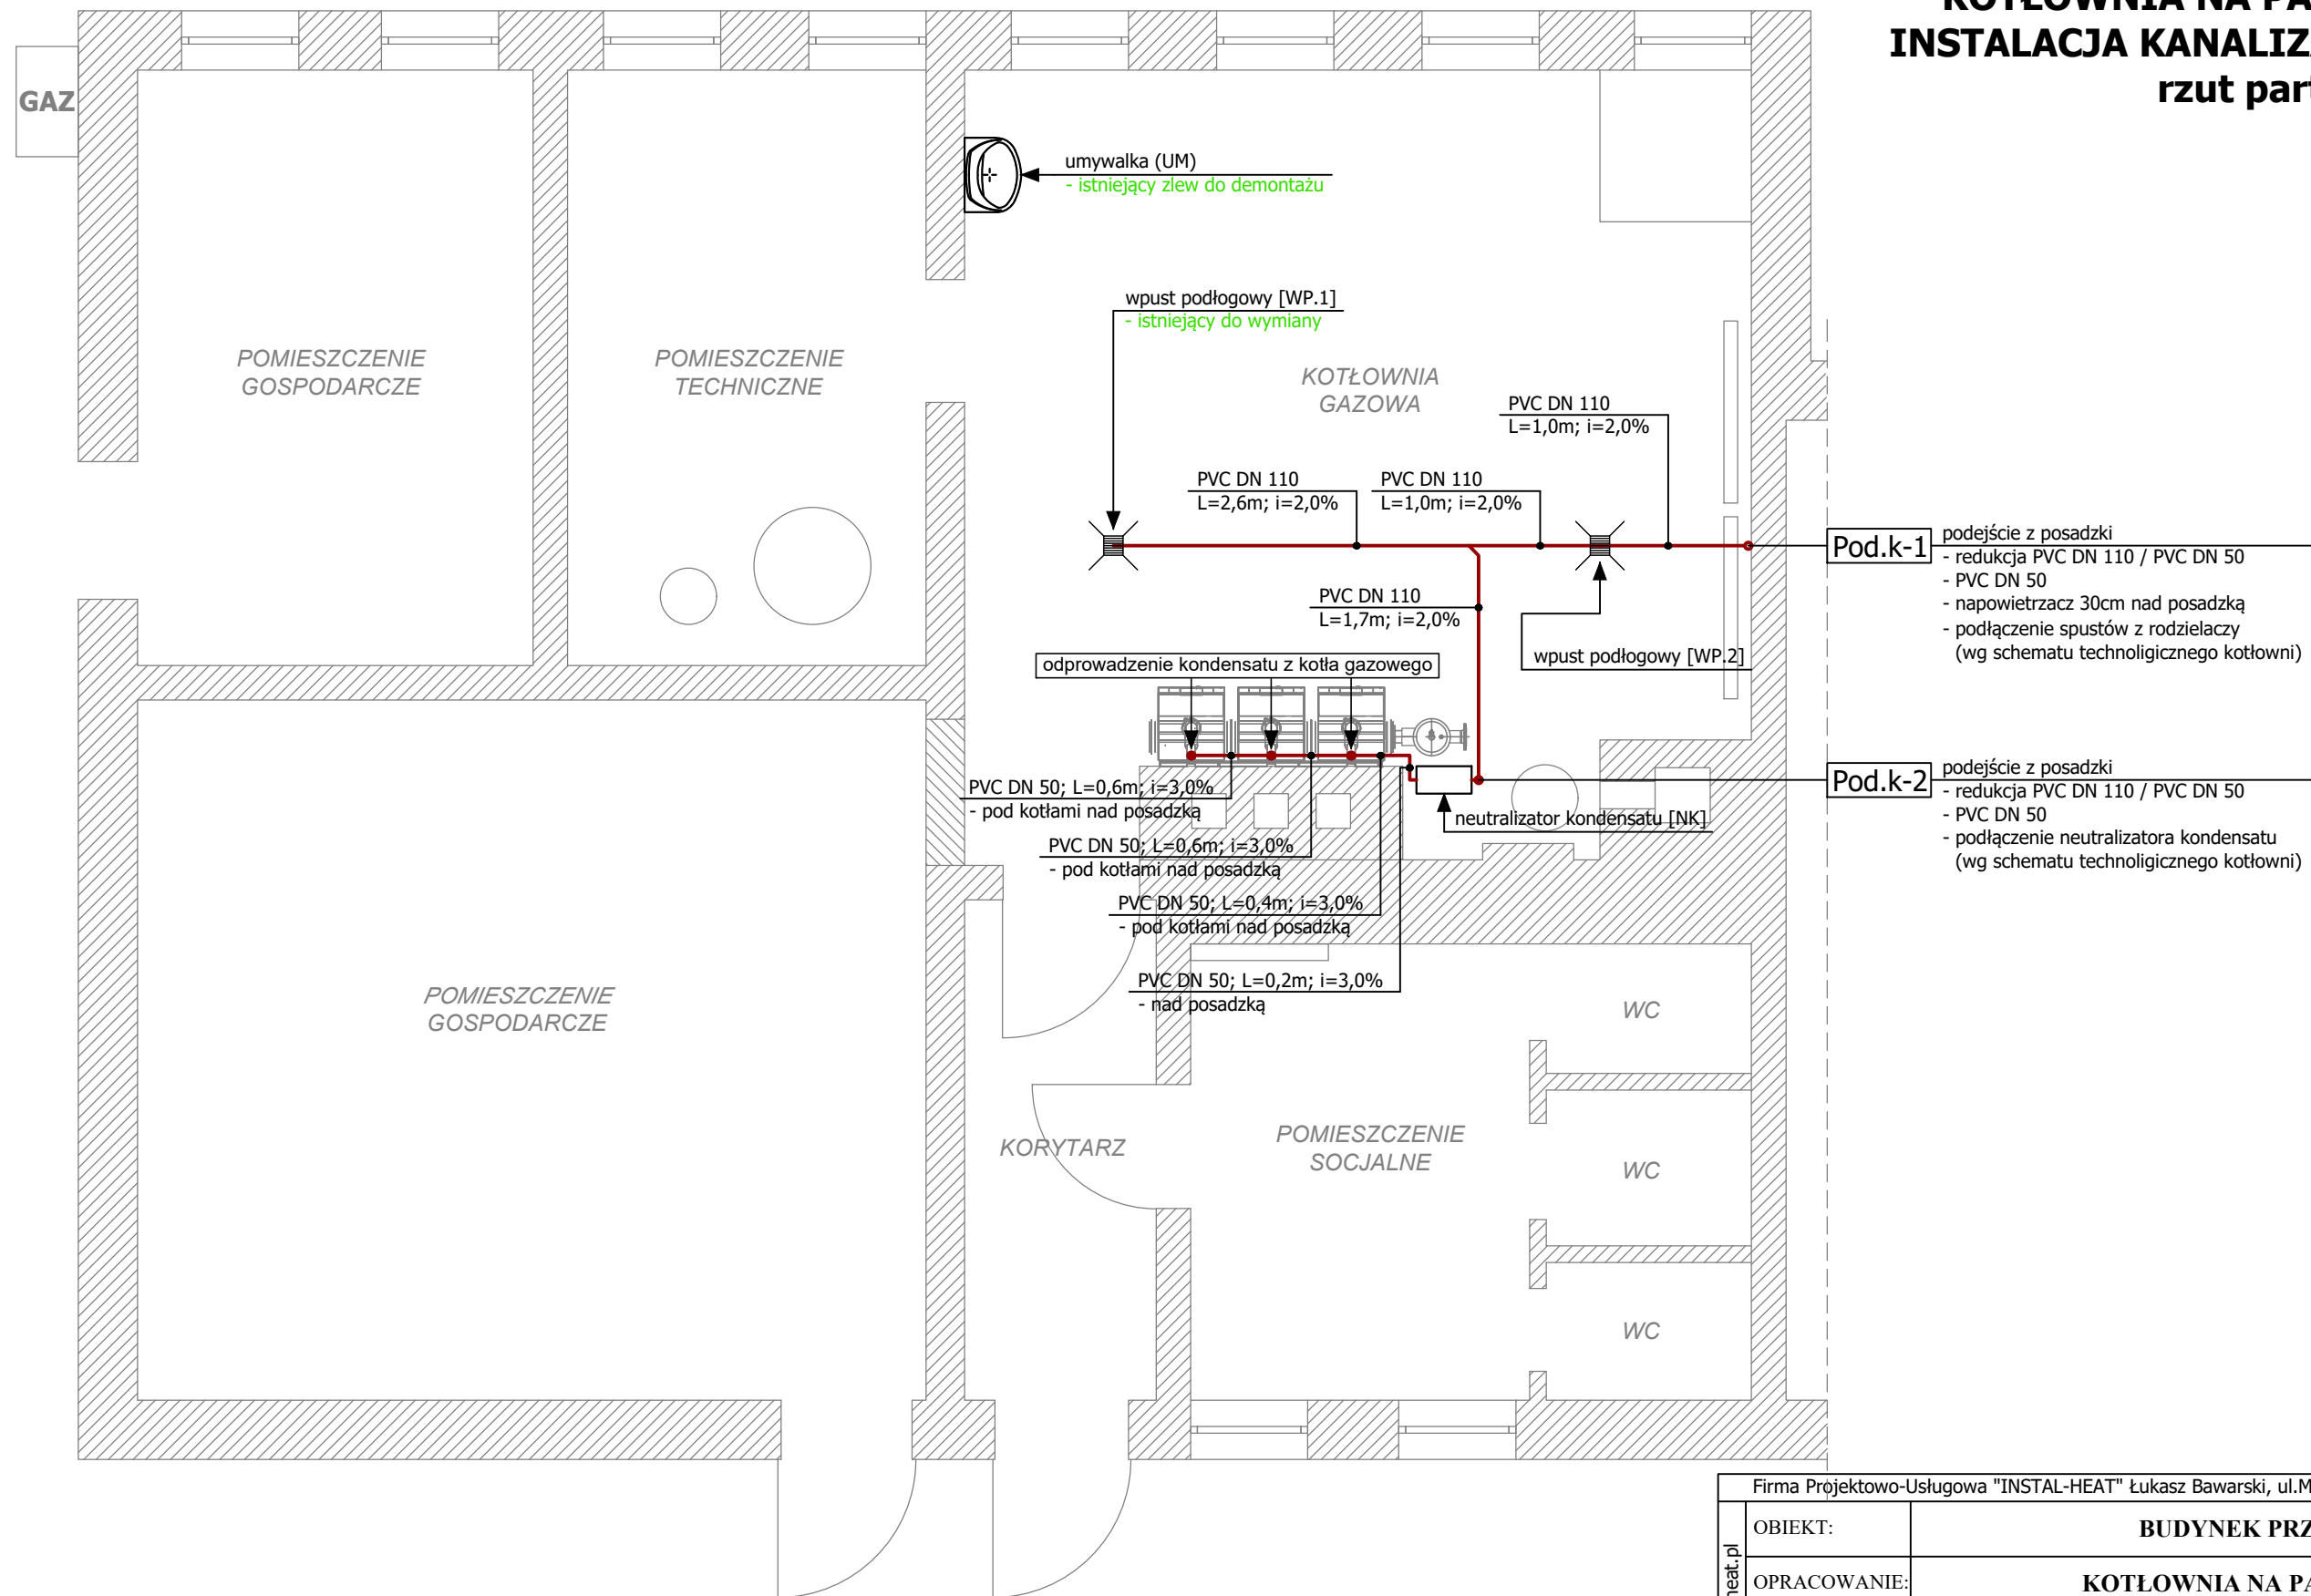 KOTŁOWNIA NA PA
INSTALACJA KANALIZ
rzut part
GAZ
umywalka (UM)
- istniejący zlew do demontażu
wpust podłogowy [WP.1]
- istniejący do wymiany
POMIESZCZENIE
GOSPODARCZE
POMIESZCZENIE
TECHNICZNE
KOTŁOWNIA
GAZOWA
PVC DN 110
L=1,0m; i=2,0%
PVC DN 110
L=2,6m; i=2,0%
PVC DN 110
L=1,0m; i=2,0%
Pod.k-1
podejście z posadzki
- redukcja PVC DN 110 / PVC DN 50
- PVC DN 50
- napowietrzacz 30cm nad posadzką
- podłączenie spustów z rodzielaczy
(wg schematu technoligicznego kotłowni)
PVC DN 110
L=1,7m; i=2,0%
wpust podłogowy [WP.2]
odprowadzenie kondensatu z kotła gazowego
Pod.k-2
podejście z posadzki
- redukcja PVC DN 110 / PVC DN 50
- PVC DN 50
- podłączenie neutralizatora kondensatu
(wg schematu technoligicznego kotłowni)
PVC DN 50; L=0,6m; i=3,0%
- pod kotłami nad posadzką
neutralizator kondensatu [NK]
PVC DN 50; L=0,6m; i=3,0%
- pod kotłami nad posadzką
PVC DN 50; L=0,4m; i=3,0%
- pod kotłami nad posadzką
PVC DN 50; L=0,2m; i=3,0%
- nad posadzką
POMIESZCZENIE
GOSPODARCZE
WC
KORYTARZ
POMIESZCZENIE
SOCJALNE
WC
WC
Firma Projektowo-Usługowa "INSTAL-HEAT" Łukasz Bawarski, ul.M
OBIEKT:
BUDYNEK PRZ
heat.pl
OPRACOWANIE:
KOTŁOWNIA NA PA